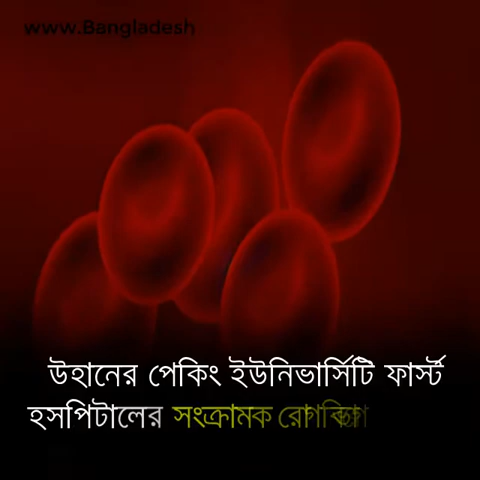 www.Bangladesh
উহানের পেকিং ইউনিভার্সিটি ফার্স্ট
হসপিটালের সংক্রামক রোগ